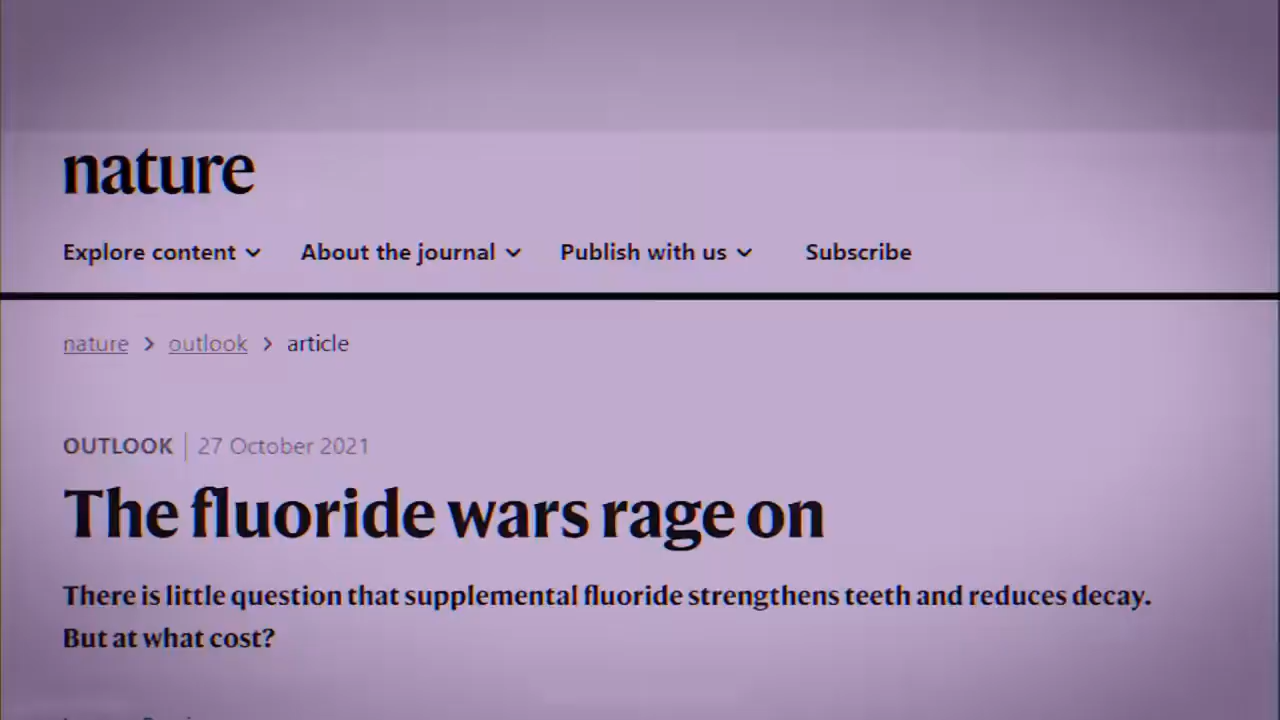 nature
Explore content About the journal Publish with us Subscribe
nature > outlook > article
OUTLOOK | 27 October 2021
The fluoride wars rage on
There is little question that supplemental fluoride strengthens teeth and reduces decay.
But at what cost?